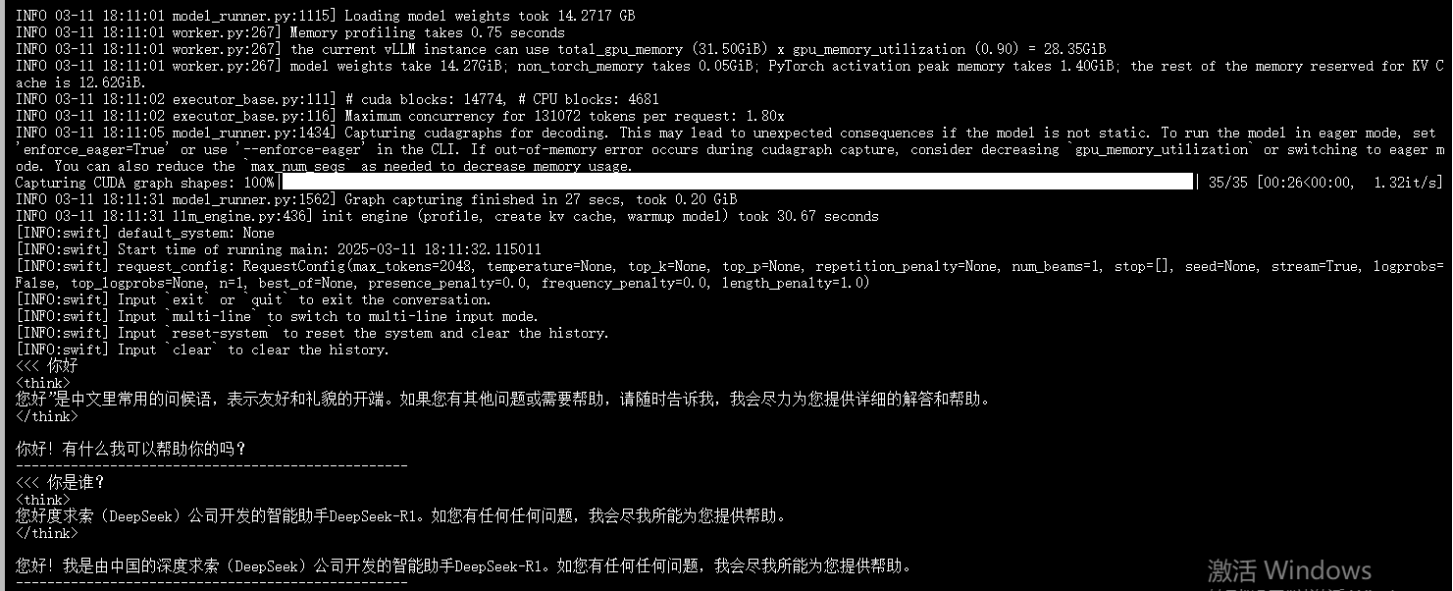 INFO 03-11 18:11:01 model_runner.py:1115] Loading model weights took 14.2717 GB
INFO 03-11 18:11:01 worker.py:267] Memory profiling takes 0.75 seconds
INFO 03-11 18:11:01 worker.py:267] the current vLLM instance can use total_gpu_memory (31.50GiB) x gpu_memory_utilization (0.90) = 28.35GiB
INFO 03-11 18:11:01 worker.py:267] model weights take 14.27GiB; non_torch_memory takes 0.05GiB; PyTorch activation peak memory takes 1.40GiB; the rest of the memory reserved for KV C
ache is 12.62GiB.
INFO 03-11 18:11:02 executor_base.py:111] # cuda blocks: 14774, # CPU blocks: 4681
INFO 03-11 18:11:02 executor_base.py:116] Maximum concurrency for 131072 tokens per request: 1.80x
INFO 03-11 18:11:05 model_runner.py:1434] Capturing cudagraphs for decoding. This may lead to unexpected consequences if the model is not static. To run the model in eager mode, set
'enforce_eager=True' or use '--enforce-eager' in the CLI. If out-of-memory error occurs during cudagraph capture, consider decreasing `gpu_memory_utilization` or switching to eager m
ode. You can also reduce the `max_num_seqs` as needed to decrease memory usage.
Capturing CUDA graph shapes: 100%|| 35/35 [00:26<00:00, 1.32it/s]
INFO 03-11 18:11:31 model_runner.py:1562] Graph capturing finished in 27 secs, took 0.20 GiB
INFO 03-11 18:11:31 llm_engine.py:436] init engine (profile, create kv cache, warmup model) took 30.67 seconds
[INFO:swift] default_system: None
[INFO:swift] Start time of running main: 2025-03-11 18:11:32.115011
[INFO:swift] request_config: RequestConfig(max_tokens=2048, temperature=None, top_k=None, top_p=None, repetition_penalty=None, num_beams=1, stop=[], seed=None, stream=True, logprobs=
False, top_logprobs=None, n=1, best_of=None, presence_penalty=0.0, frequency_penalty=0.0, length_penalty=1.0)
[INFO:swift] Input `exit` or `quit` to exit the conversation.
[INFO:swift] Input `multi-line` to switch to multi-line input mode.
[INFO:swift] Input `reset-system` to reset the system and clear the history.
[INFO:swift] Input `clear` to clear the history.
<<< 你好
<think>
您好”是中文里常用的问候语，表示友好和礼貌的开端。如果您有其他问题或需要帮助，请随时告诉我，我会尽力为您提供详细的解答和帮助。
</think>
你好！有什么我可以帮助你的吗？
--------------------------------------------------
<<< 你是谁？
<think>
您好度求索（DeepSeek）公司开发的智能助手DeepSeek-R1。如您有任何任何问题，我会尽我所能为您提供帮助。
</think>
您好！我是由中国的深度求索（DeepSeek）公司开发的智能助手DeepSeek-R1。如您有任何任何问题，我会尽我所能为您提供帮助。
--------------------------------------------------
激活 Windows